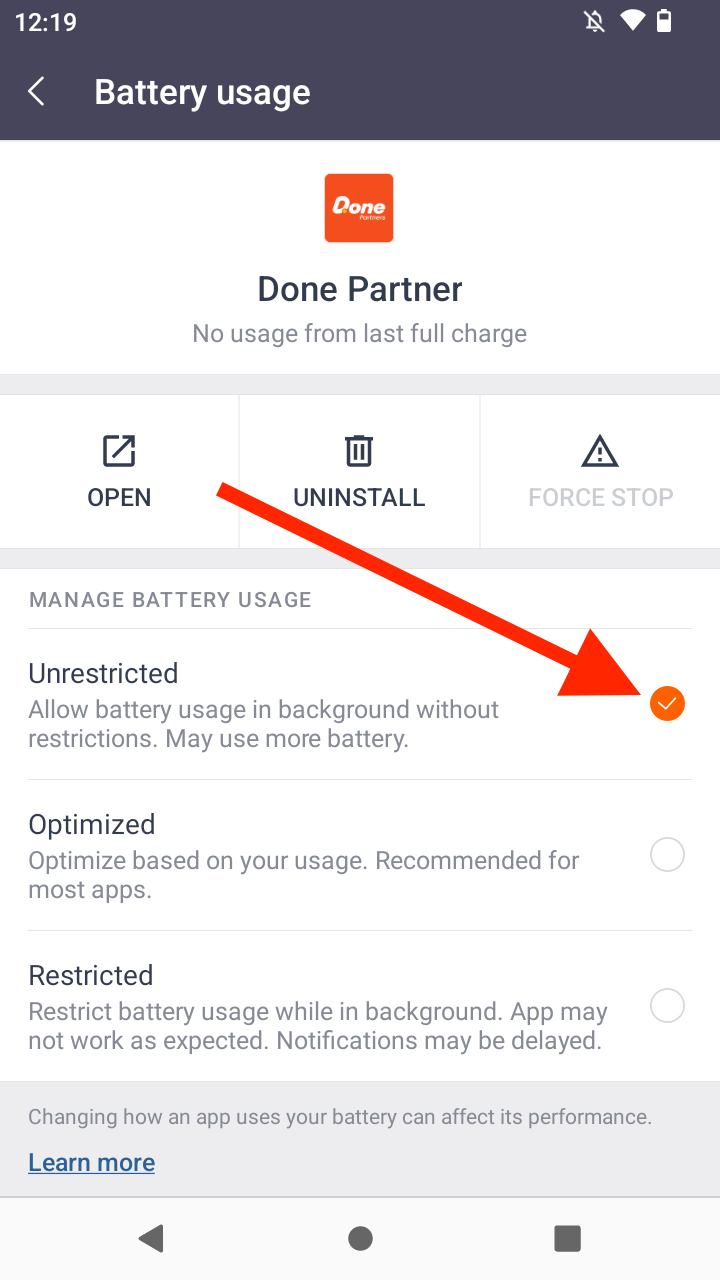 12:19
Battery usage
Done
Partners
Done Partner
No usage from last full charge
OPEN
UNINSTALL
FORCE STOP
MANAGE BATTERY USAGE
Unrestricted
Allow battery usage in background without
restrictions. May use more battery.
Optimized
Optimize based on your usage. Recommended for
most apps.
Restricted
Restrict battery usage while in background. App may
not work as expected. Notifications may be delayed.
Changing how an app uses your battery can affect its performance.
Learn more